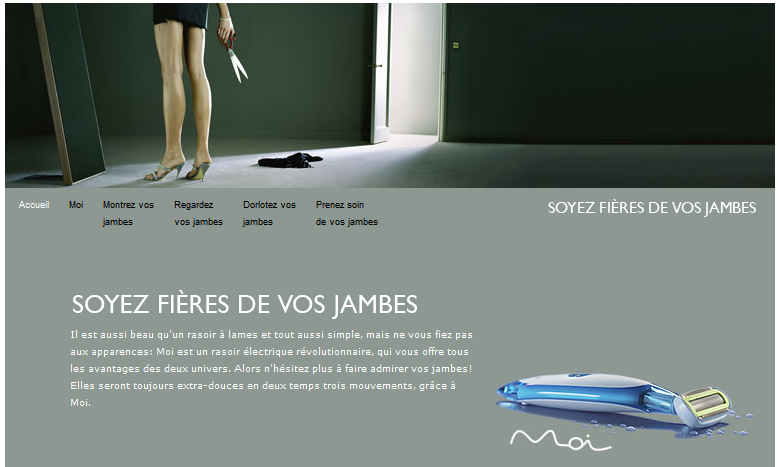 Accueil Moi Montrez vos Regardez Dorlotez vos Prenez soin
jambes vos jambes jambes de vos jambes
SOYEZ FIÈRES DE VOS JAMBES
SOYEZ FIÈRES DE VOS JAMBES
Il est aussi beau qu'un rasoir à lames et tout aussi simple, mais ne vous fiez pas
aux apparences: Moi est un rasoir électrique révolutionnaire, qui vous offre tous
les avantages des deux univers. Alors n'hésitez plus à faire admirer vos jambes!
Elles seront toujours extra-douces en deux temps trois mouvements, grâce à
Moi.
Moi